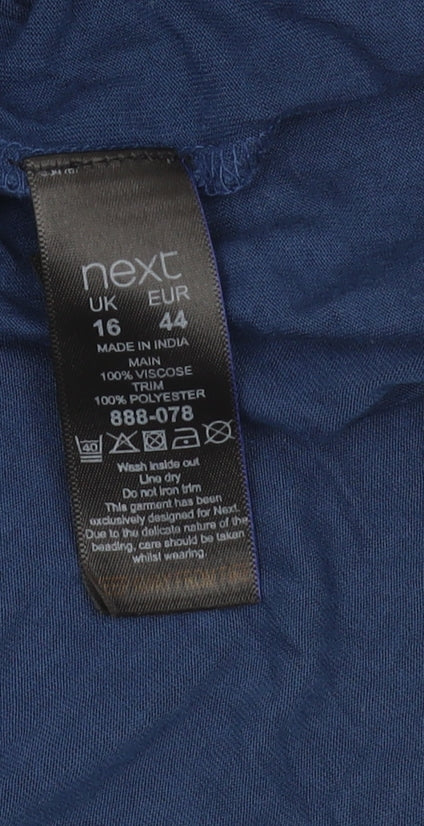 next
UK EUR
16 44
MADE IN INDIA
MAIN
100% VISCOSE
TRIM
100% POLYESTER
888-078
40
Wash inside out
Line dry
Do not iron trim
This garment has been
exclusively designed for Next.
Due to the delicate nature of the
beading, care should be taken
whilst wearing.